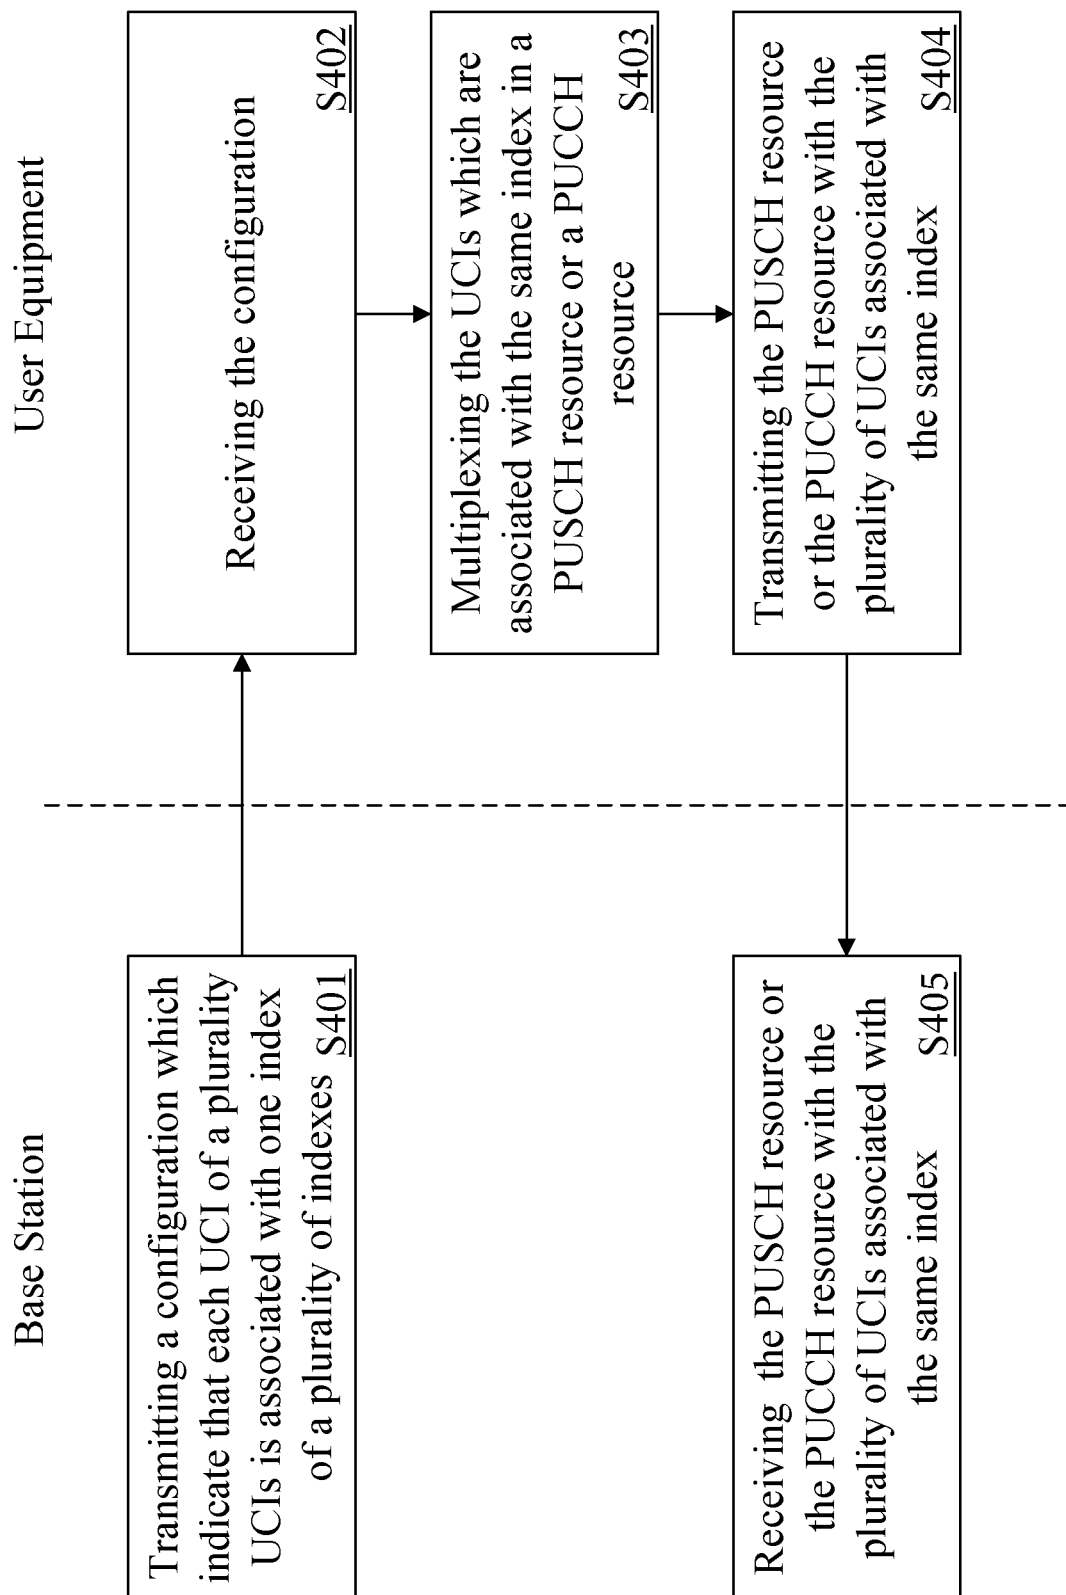 Base Station
User Equipment
Transmitting a configuration which
indicate that each UCI of a plurality
UCIs is associated with one index
of a plurality of indexes
S401
Receiving the configuration
S402
Multiplexing the UCIs which are
associated with the same index in a
PUSCH resource or a PUCCH
resource
S403
Transmitting the PUSCH resource
or the PUCCH resource with the
plurality of UCIs associated with
the same index
S404
Receiving the PUSCH resource or
the PUCCH resource with the
plurality of UCIs associated with
the same index
S405